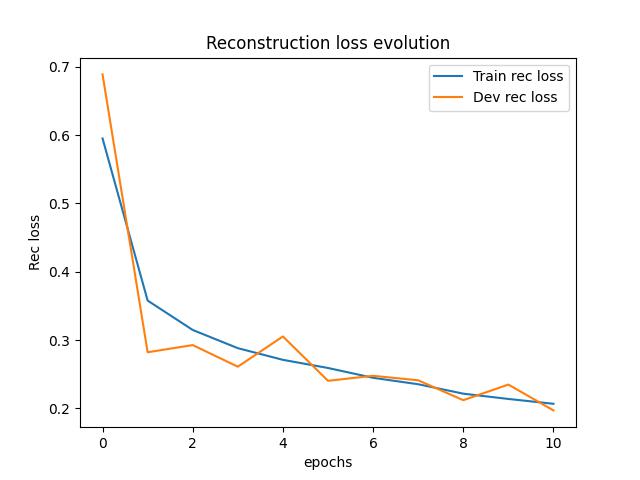 Reconstruction loss evolution
Train rec loss
Dev rec loss
0.7
0.6
0.5
0.4
0.3
0.2
Rec loss
0 2 4 6 8 10
epochs